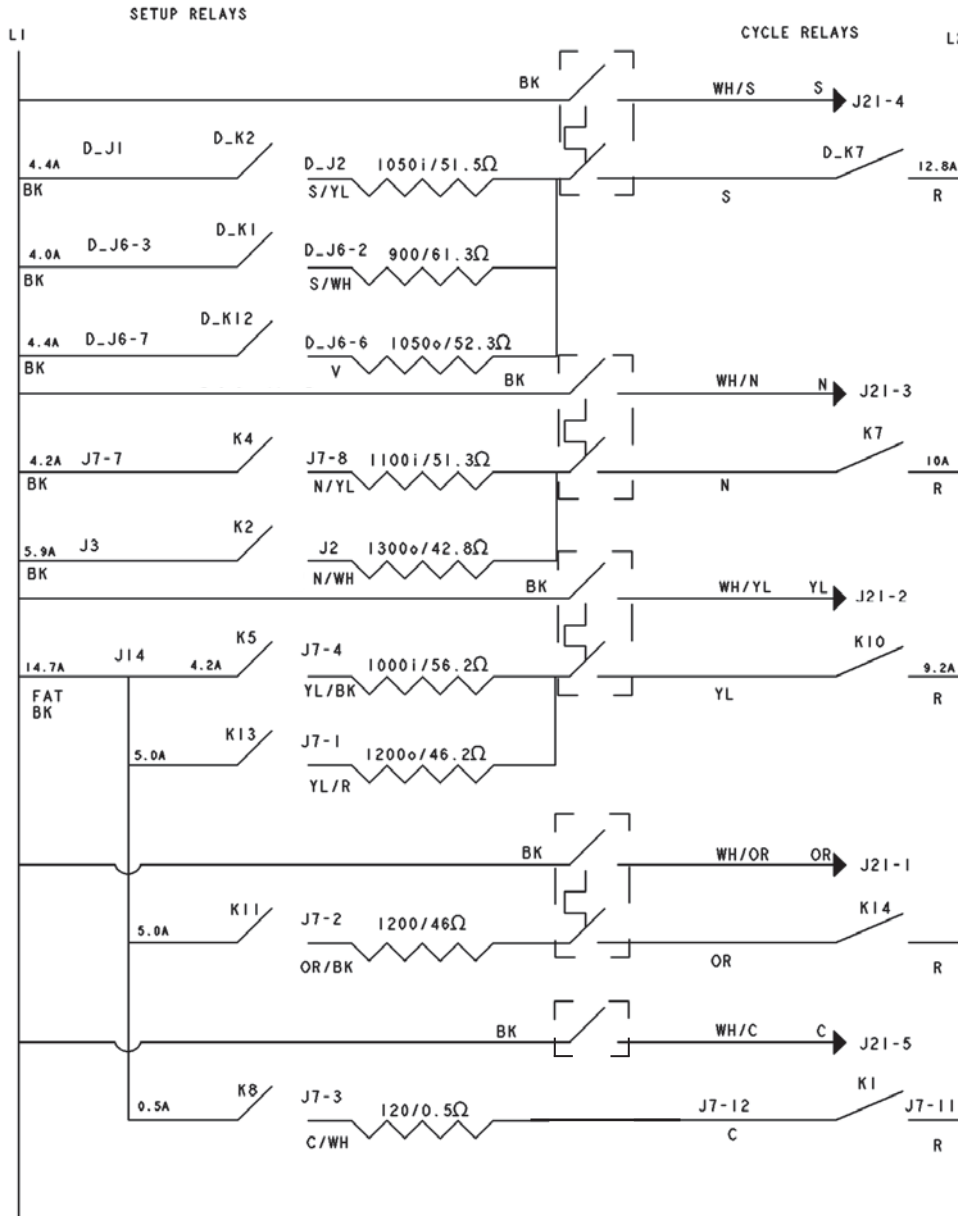 SETUP RELAYS
L1
CYCLE RELAYS
L2
BK
WH/S
S
J21-4
D_J1
D_K2
4.4A
BK
D_J2
1050i/51.5Ω
S/YL
D_K7
12.8A
S
R
D_J6-3
D_K1
4.0A
BK
D_J6-2
900/61.3Ω
S/WH
D_K12
4.4A
D_J6-7
BK
D_J6-6
1050o/52.3Ω
V
BK
WH/N
N
J21-3
K4
4.2A
J7-7
BK
J7-8
1100i/51.3Ω
N/YL
K7
10A
N
R
K2
5.9A
J3
BK
J2
1300o/42.8Ω
N/WH
BK
WH/YL
YL
J21-2
K5
14.7A
J14
4.2A
FAT
BK
J7-4
1000i/56.2Ω
YL/BK
K10
9.2A
YL
R
K13
5.0A
J7-1
1200o/46.2Ω
YL/R
BK
WH/OR
OR
J21-1
K11
5.0A
J7-2
1200/46Ω
OR/BK
K14
OR
R
BK
WH/C
C
J21-5
K8
0.5A
J7-3
120/0.5Ω
C/WH
J7-12
C
K1
J7-11
R